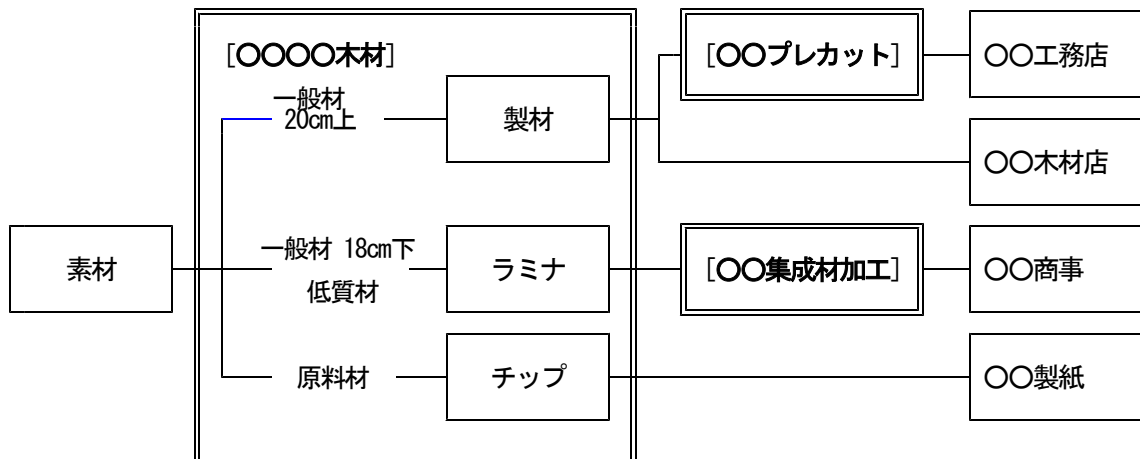 [○○○○木材]
一般材
20cm上
製材
[○○プレカット]
○○工務店
○○木材店
素材
一般材 18cm下
低質材
ラミナ
[○○集成材加工]
○○商事
原料材
チップ
○○製紙